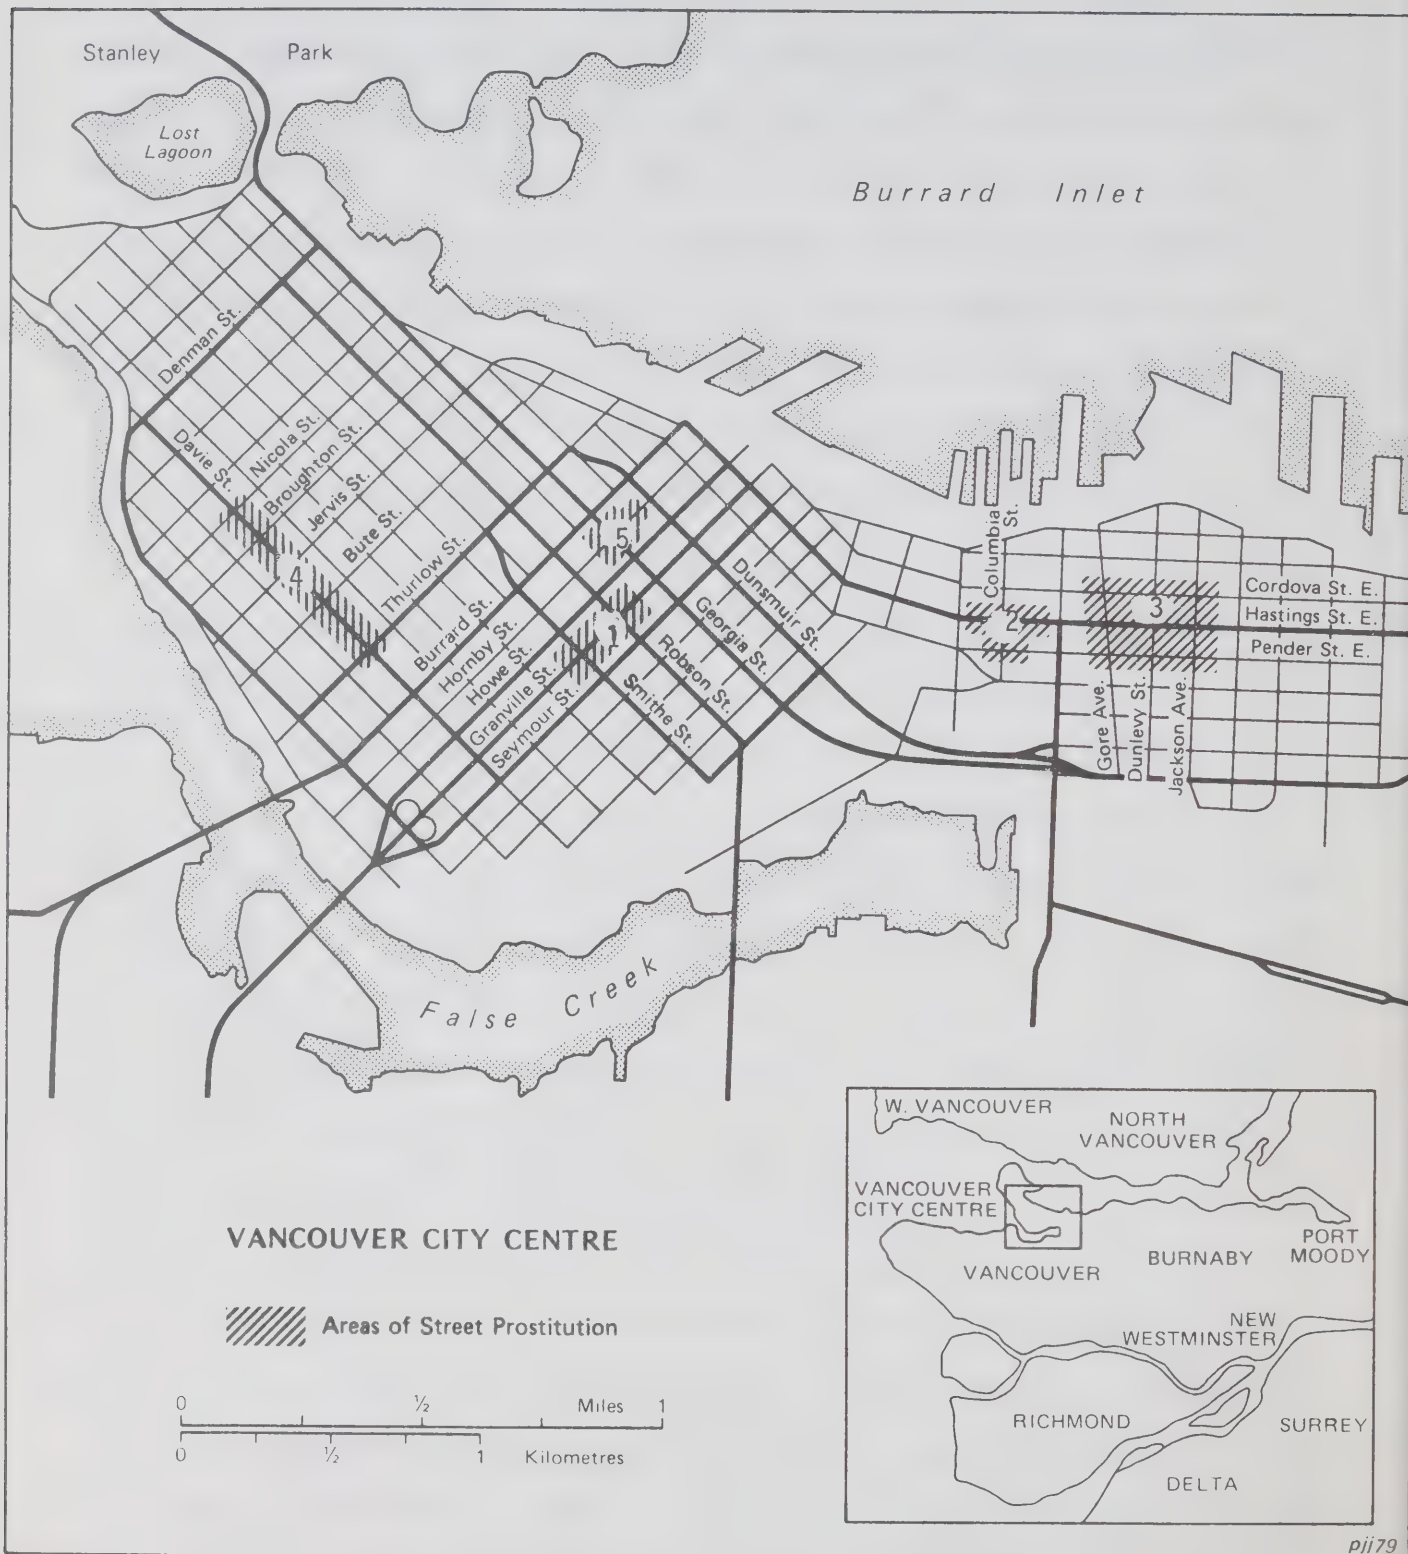 Stanley Park
Lost
Lagoon
Burrard Inlet
Denman St.
Davie St.
Nicola St.
Broughton St.
Jervis St.
Bute St.
Thurlow St.
Burrard St.
Hornby St.
Howe St.
Granville St.
Seymour St.
Smithe St.
Robson St.
Georgia St.
Dunsmuir St.
Columbia St.
Cordova St. E.
Hastings St. E.
Pender St. E.
Gore Ave.
Dunlevy St.
Jackson Ave.
1
2
3
4
5
False Creek
VANCOUVER CITY CENTRE
Areas of Street Prostitution
0 ½ Miles 1
0 ½ 1 Kilometres
W. VANCOUVER
NORTH
VANCOUVER
VANCOUVER
CITY CENTRE
PORT
MOODY
BURNABY
VANCOUVER
NEW
WESTMINSTER
RICHMOND
SURREY
DELTA
pjj79